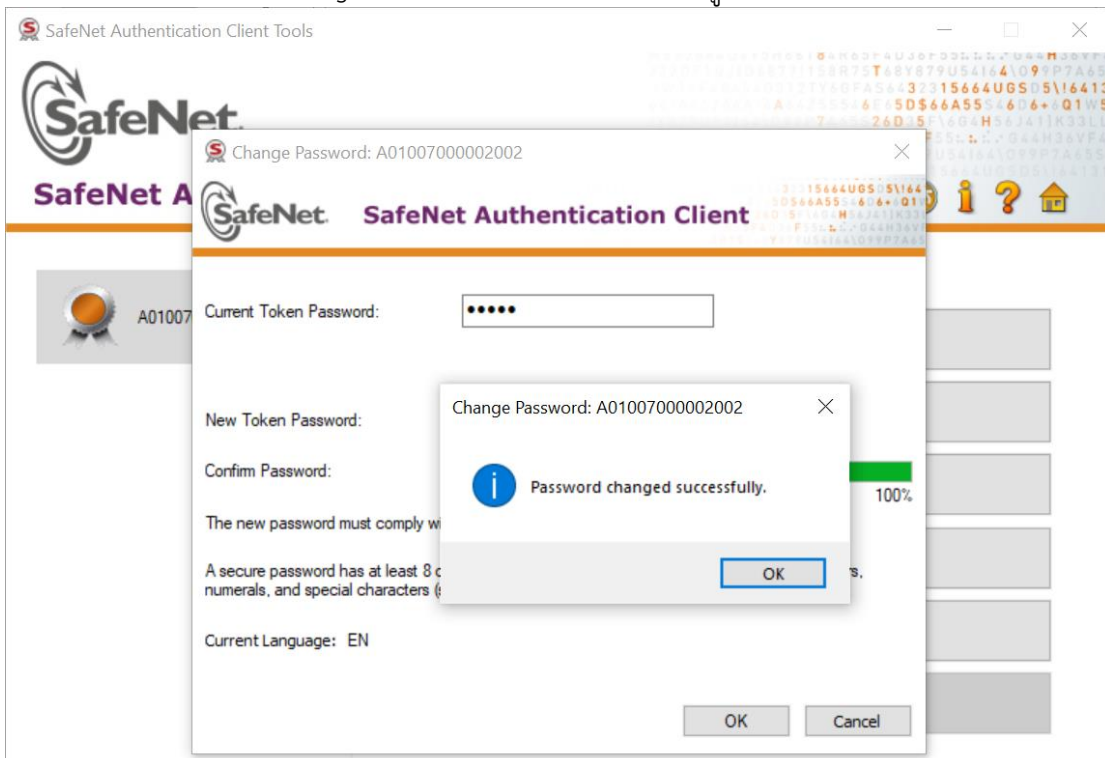 SafeNet Authentication Client Tools
SafeNet.
SafeNet A
Change Password: A01007000002002
SafeNet. SafeNet Authentication Client
A01007
Current Token Password:
New Token Password:
Confirm Password:
100%
The new password must comply wi
A secure password has at least 8 c
rs,
numerals, and special characters (
Current Language: EN
OK Cancel
Change Password: A01007000002002
Password changed successfully.
OK